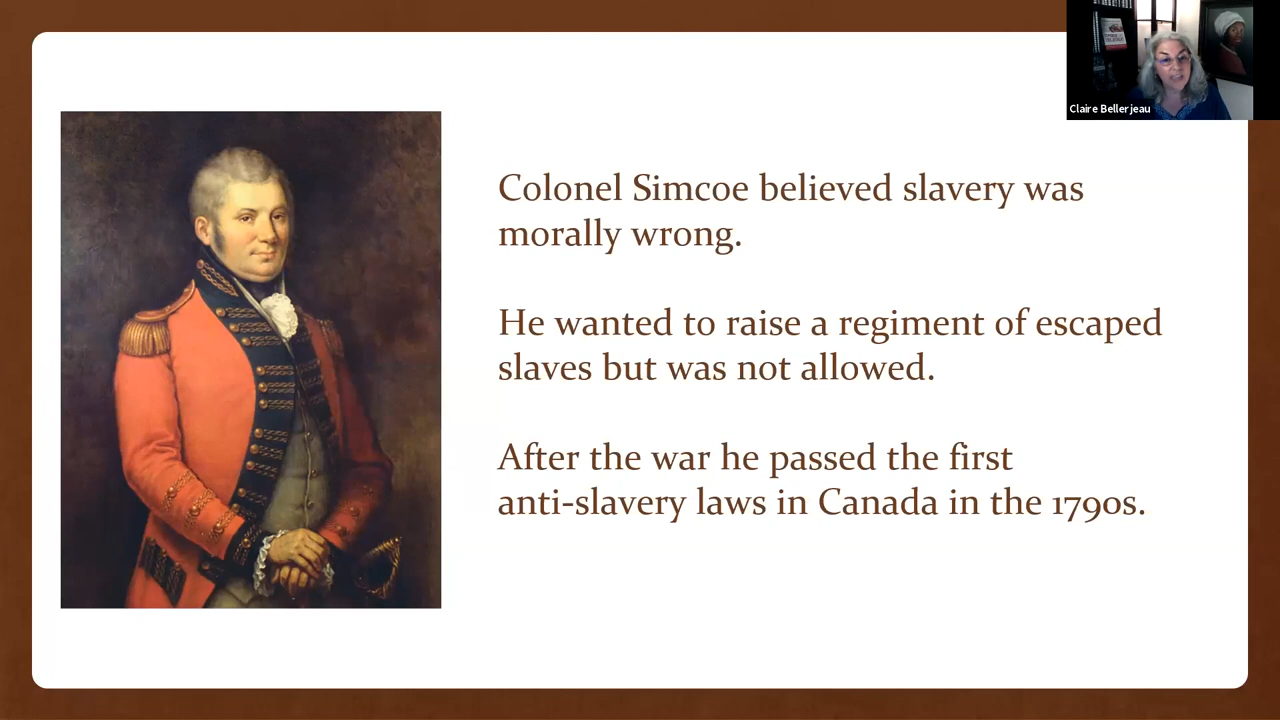 Claire Bellerjeau
Colonel Simcoe believed slavery was
morally wrong.
He wanted to raise a regiment of escaped
slaves but was not allowed.
After the war he passed the first
anti-slavery laws in Canada in the 1790s.